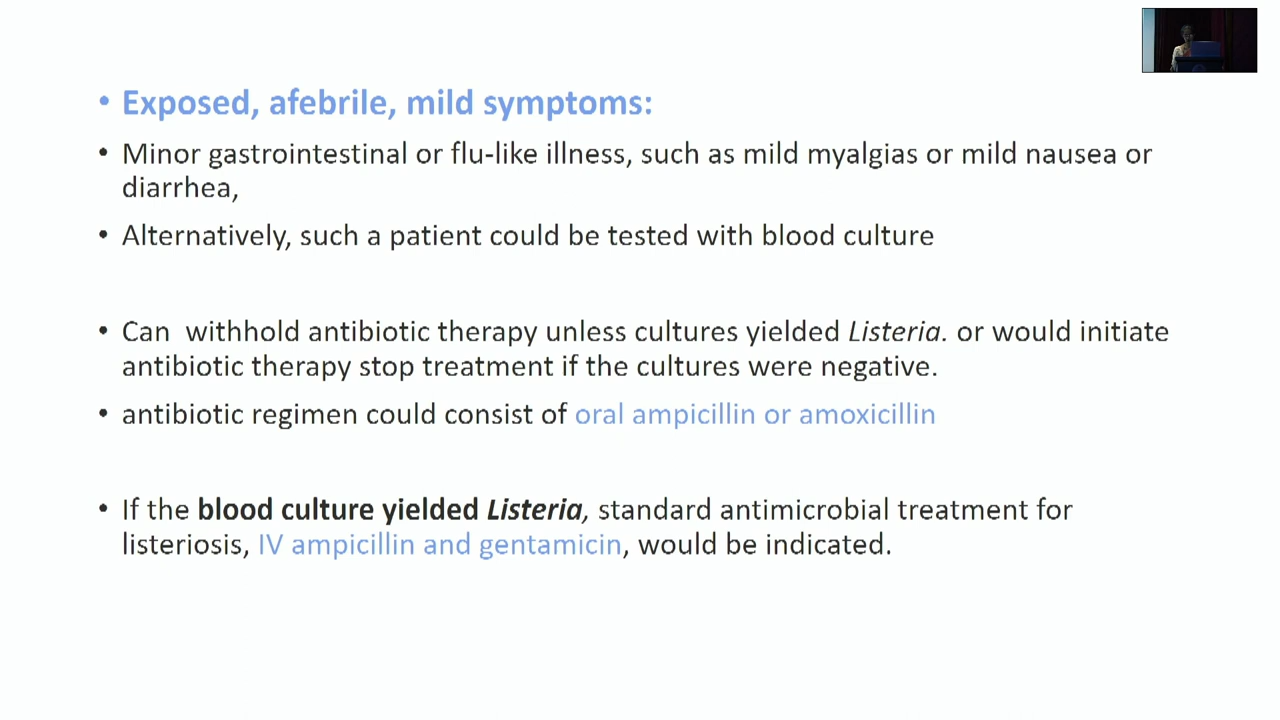 • Exposed, afebrile, mild symptoms:
• Minor gastrointestinal or flu-like illness, such as mild myalgias or mild nausea or
diarrhea,
• Alternatively, such a patient could be tested with blood culture
• Can  withhold antibiotic therapy unless cultures yielded Listeria. or would initiate
antibiotic therapy stop treatment if the cultures were negative.
• antibiotic regimen could consist of oral ampicillin or amoxicillin
• If the blood culture yielded Listeria, standard antimicrobial treatment for
listeriosis, IV ampicillin and gentamicin, would be indicated.